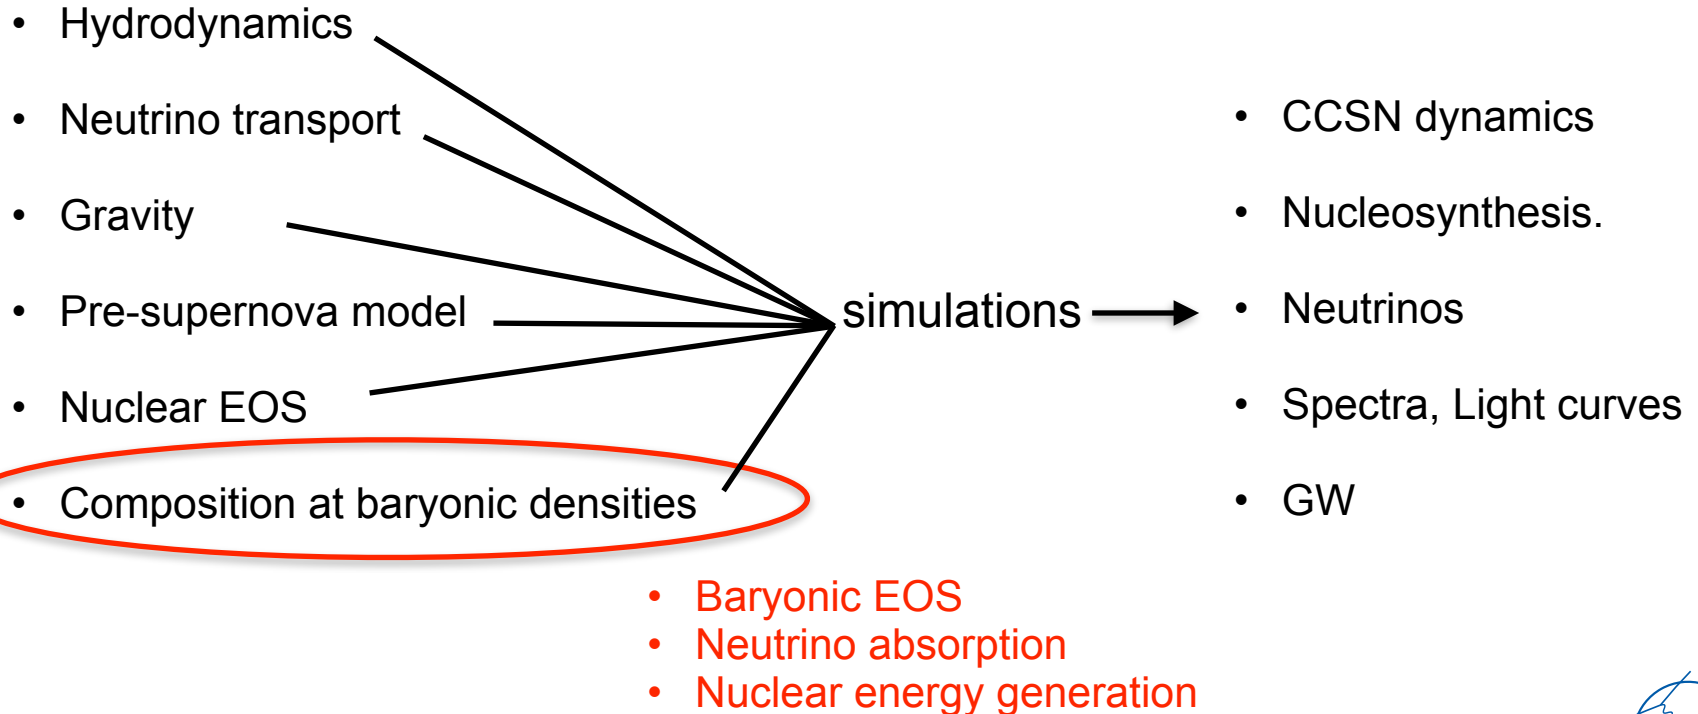 • Hydrodynamics
• Neutrino transport
• Gravity
• Pre-supernova model
• Nuclear EOS
• Composition at baryonic densities
simulations
• CCSN dynamics
• Nucleosynthesis.
• Neutrinos
• Spectra, Light curves
• GW
• Baryonic EOS
• Neutrino absorption
• Nuclear energy generation